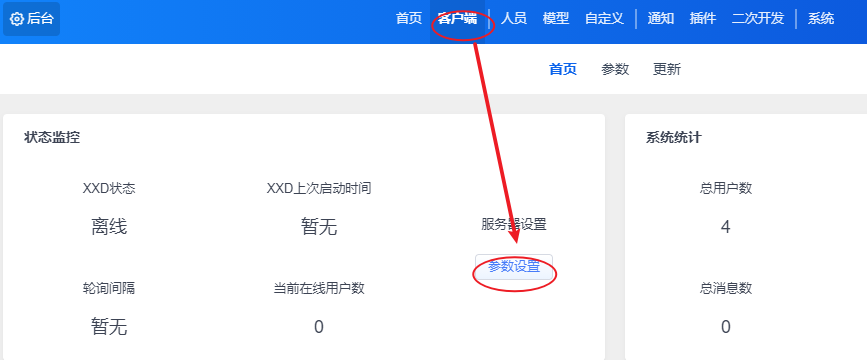 后台 首页 客户端 人员 模型 自定义 通知 插件 二次开发 系统
首页 参数 更新
状态监控 系统统计
XXD状态 XXD上次启动时间 总用户数
离线 暂无 服务器设置 4
参数设置
轮询间隔 当前在线用户数 总消息数
暂无 0 0